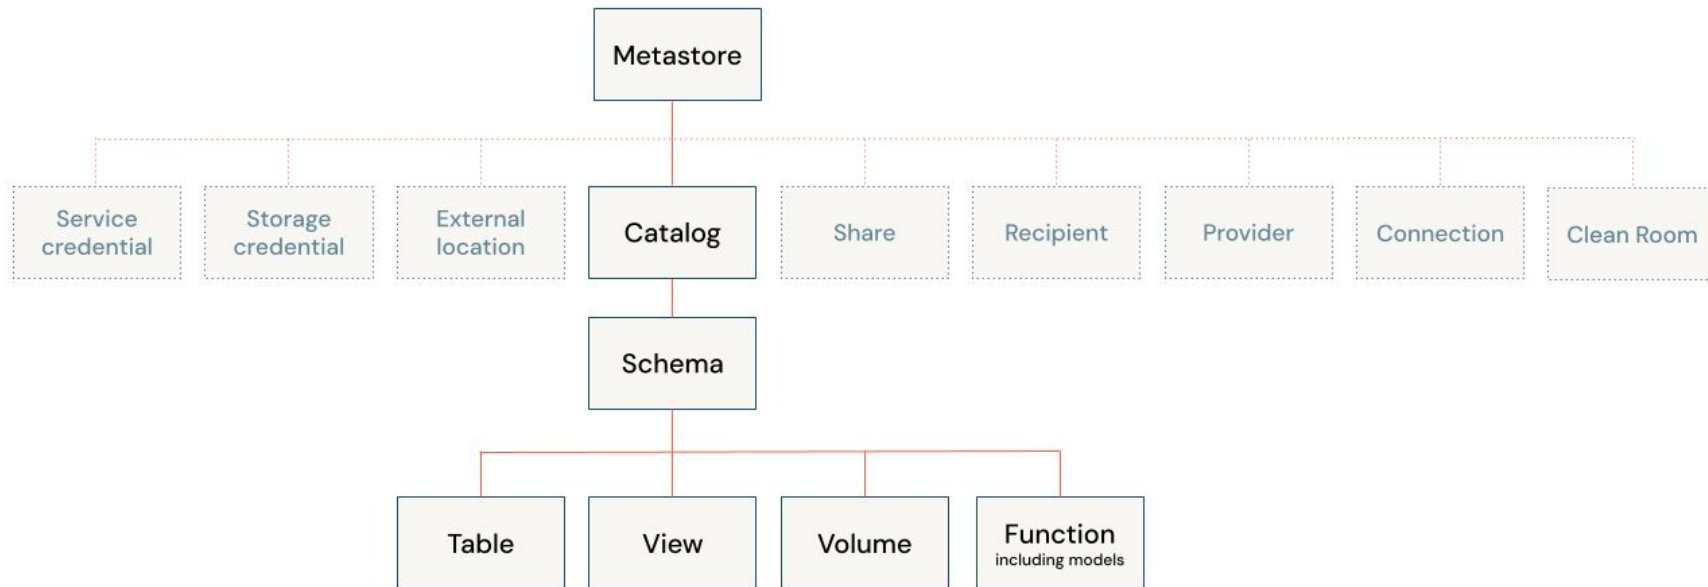 Metastore
Service
credential
Storage
credential
External
location
Catalog
Share
Recipient
Provider
Connection
Clean Room
Schema
Table
View
Volume
Function
including models